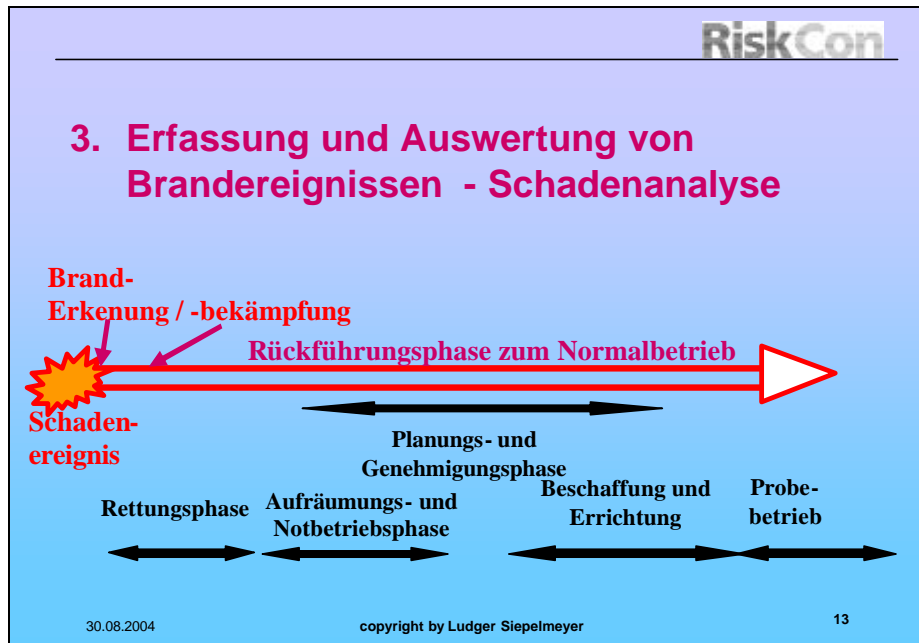 RiskCon
3. Erfassung und Auswertung von
Brandereignissen - Schadenanalyse
Brand-
Erkenung / -bekämpfung
Rückführungsphase zum Normalbetrieb
Schaden-
ereignis
Planungs- und
Genehmigungsphase
Rettungsphase
Aufräumungs- und
Notbetriebsphase
Beschaffung und
Errichtung
Probe-
betrieb
30.08.2004
copyright by Ludger Siepelmeyer
13